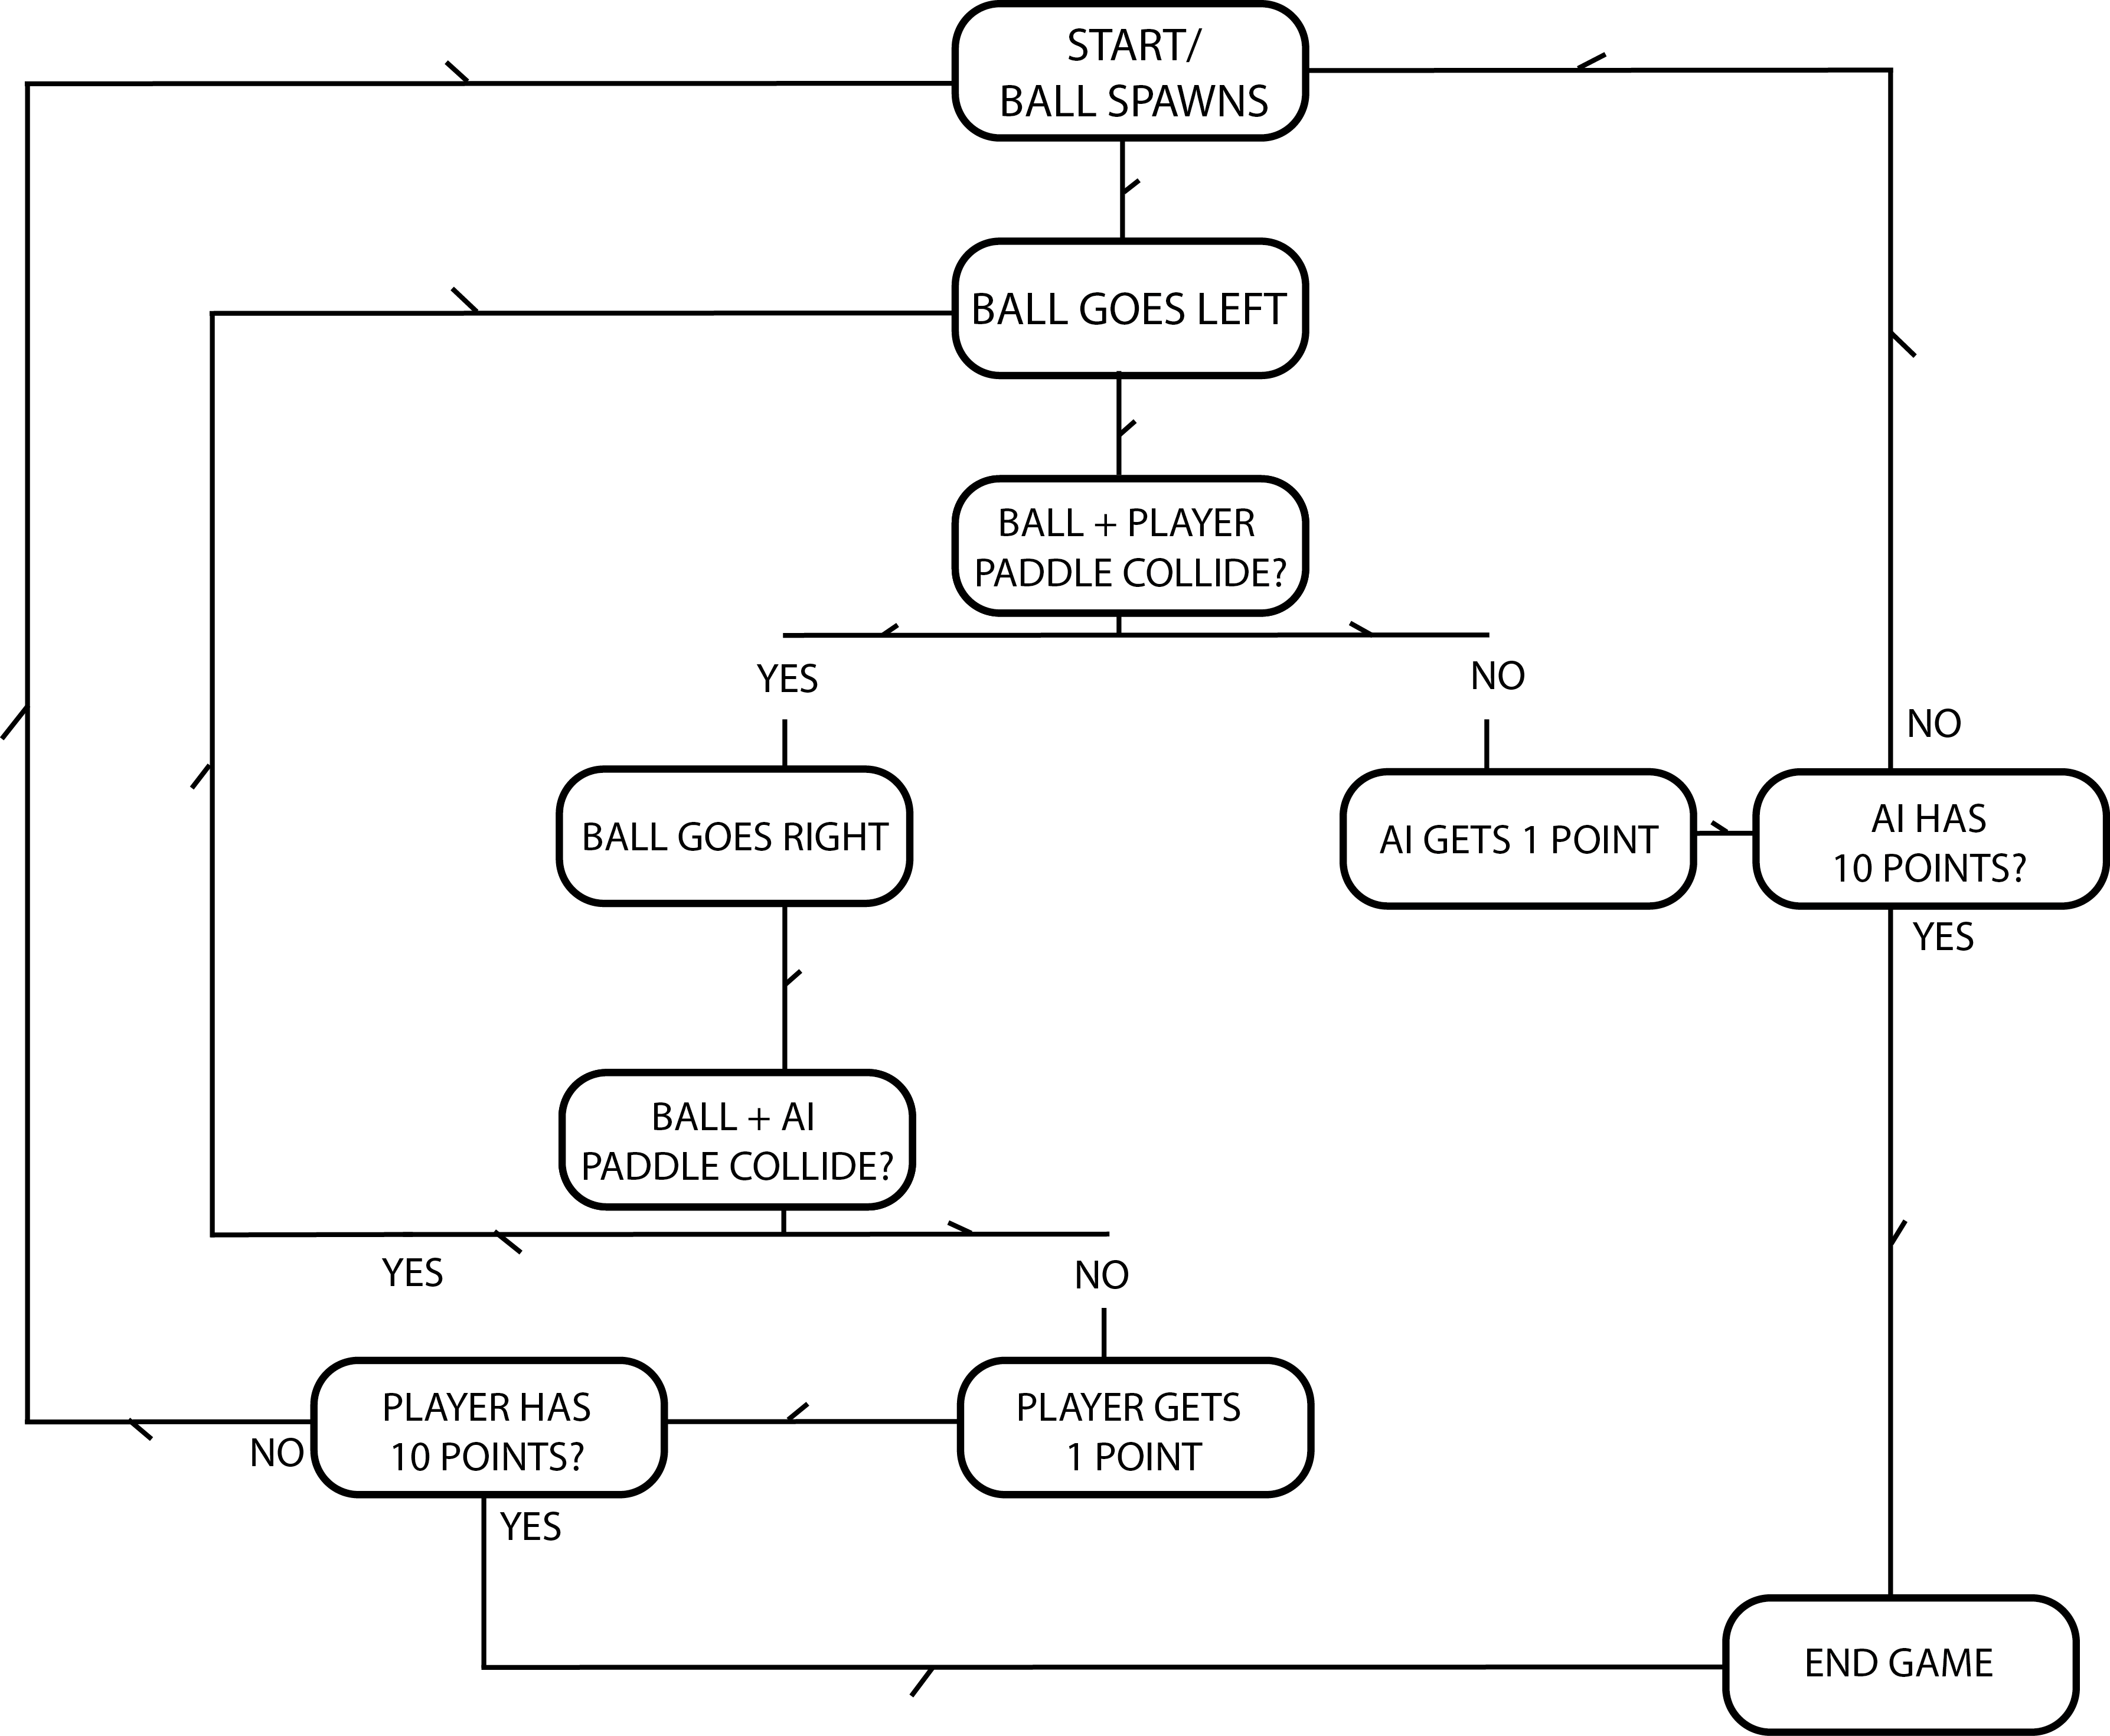 START/
BALL SPAWNS
BALL GOES LEFT
BALL + PLAYER
PADDLE COLLIDE?
YES
NO
NO
BALL GOES RIGHT
AI GETS 1 POINT
AI HAS
10 POINTS?
YES
BALL + AI
PADDLE COLLIDE?
YES
NO
PLAYER HAS
10 POINTS?
PLAYER GETS
1 POINT
NO
YES
END GAME